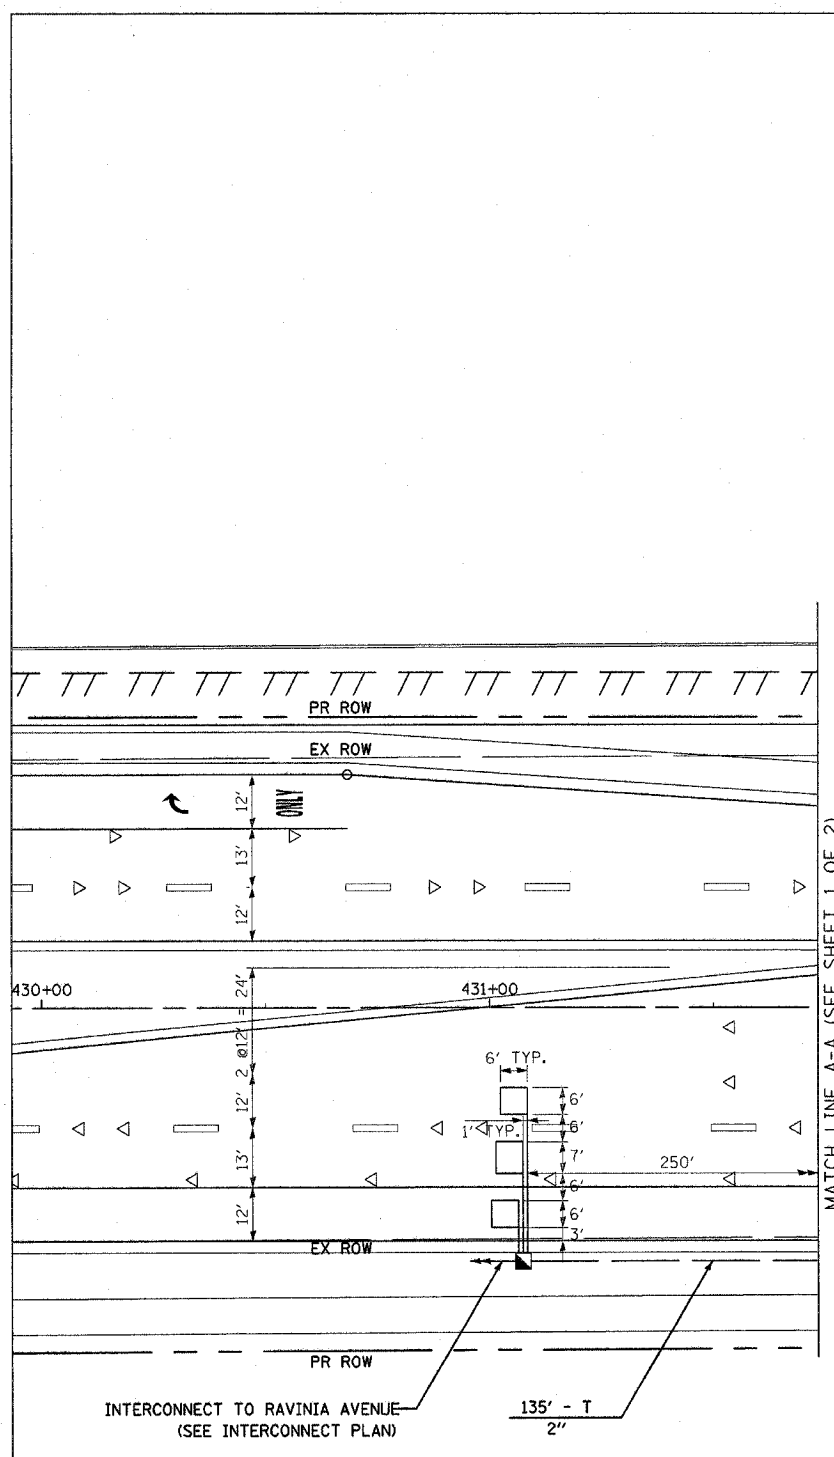 PR ROW
EX ROW
12'
ONLY
13'
12'
430+00
431+00
2 @12' = 24'
6' TYP.
12'
6'
6'
1' TYP.
7'
13'
250'
6'
6'
12'
3'
EX ROW
PR ROW
MATCH LINE A-A (SEE SHEET 1 OF 2)
INTERCONNECT TO RAVINIA AVENUE
(SEE INTERCONNECT PLAN)
135' - T
2"